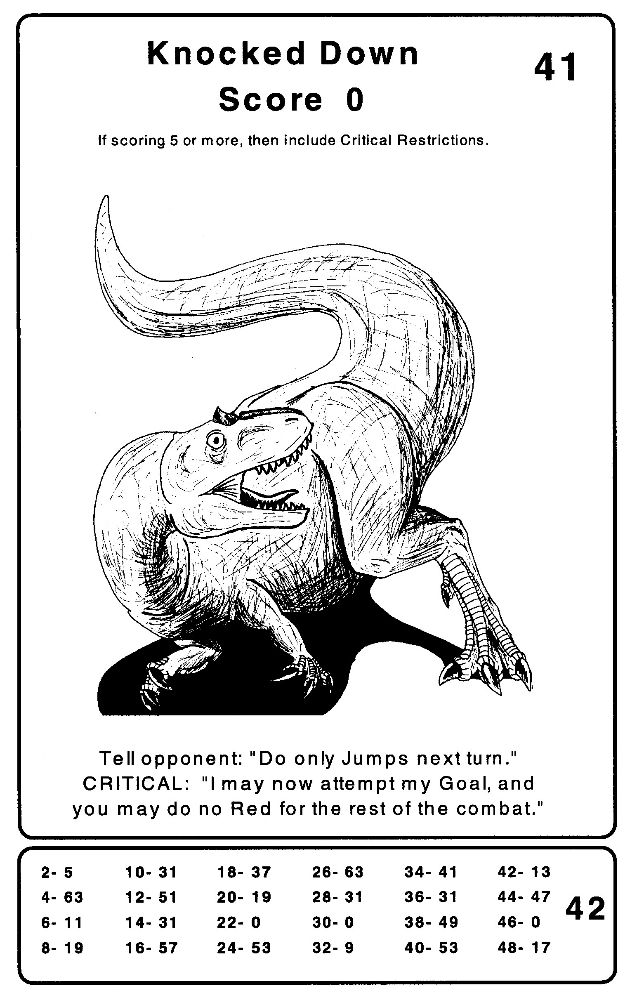 Knocked Down
41
Score 0
If scoring 5 or more, then include Critical Restrictions.
Tell opponent: "Do only Jumps next turn."
CRITICAL: "I may now attempt my Goal, and
you may do no Red for the rest of the combat."
2- 5 10- 31 18- 37 26- 63 34- 41 42- 13
4- 63 12- 51 20- 19 28- 31 36- 31 44- 47
42
6- 11 14- 31 22- 0 30- 0 38- 49 46- 0
8- 19 16- 57 24- 53 32- 9 40- 53 48- 17